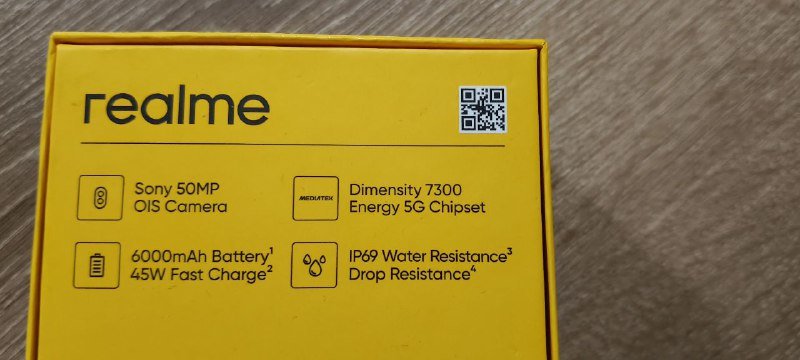 realme
Sony 50MP
OIS Camera
MEDIATEK
Dimensity 7300
Energy 5G Chipset
6000mAh Battery¹
45W Fast Charge²
IP69 Water Resistance³
Drop Resistance⁴